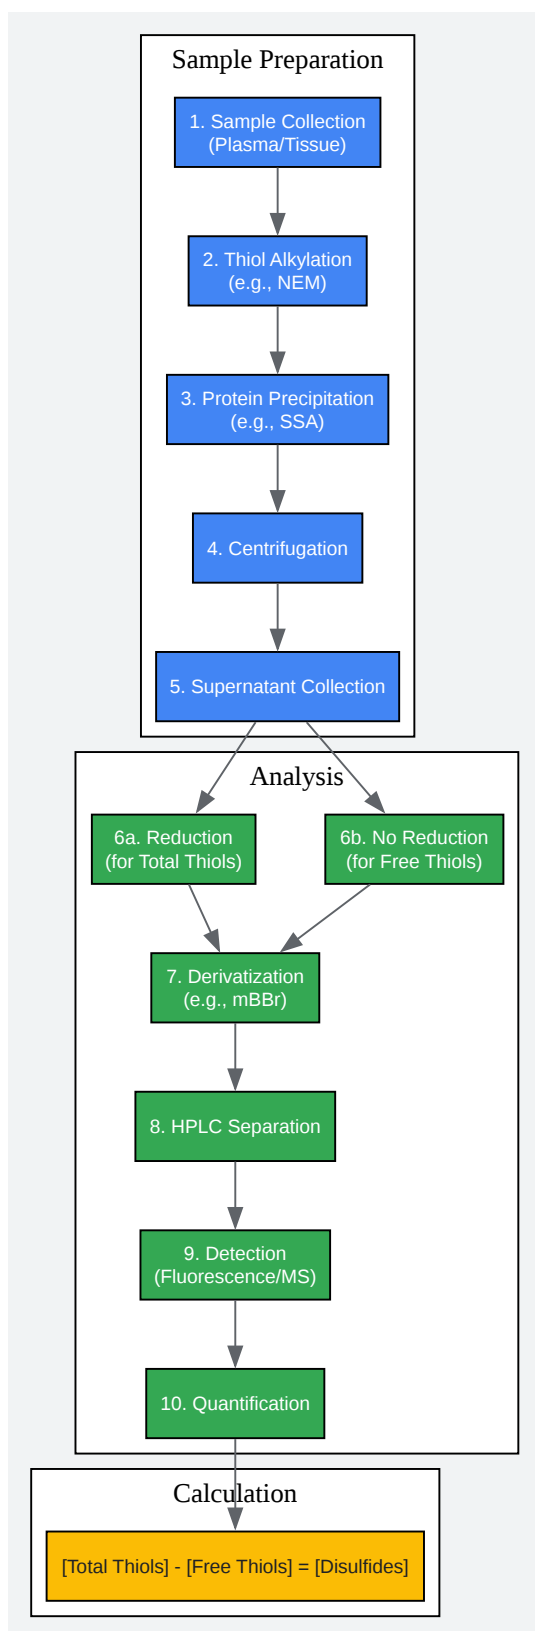 Sample Preparation
1. Sample Collection
(Plasma/Tissue)
2. Thiol Alkylation
(e.g., NEM)
3. Protein Precipitation
(e.g., SSA)
4. Centrifugation
5. Supernatant Collection
Analysis
6a. Reduction
(for Total Thiols)
6b. No Reduction
(for Free Thiols)
7. Derivatization
(e.g., mBBr)
8. HPLC Separation
9. Detection
(Fluorescence/MS)
10. Quantification
Calculation
[Total Thiols] - [Free Thiols] = [Disulfides]